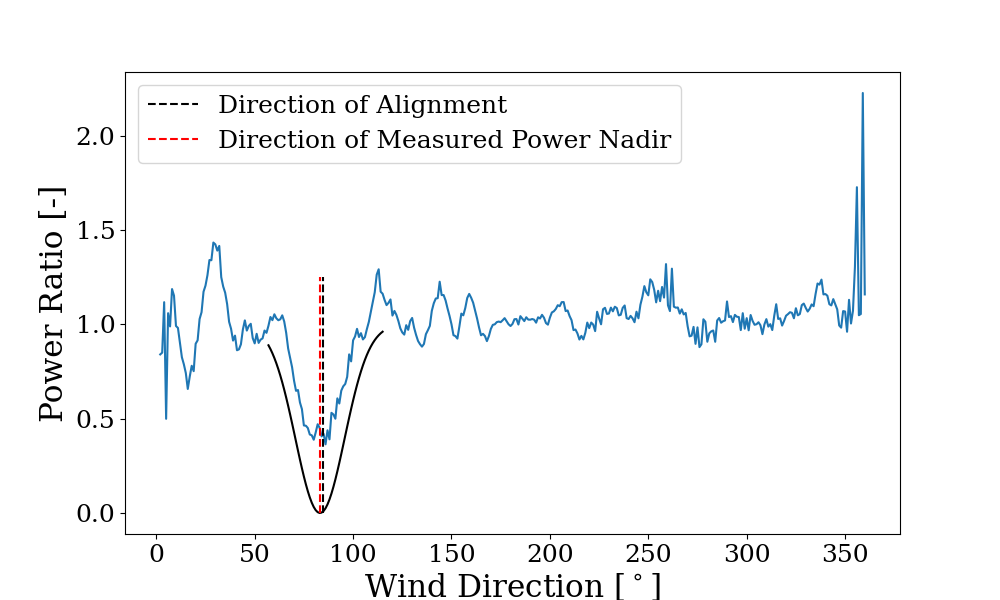 Direction of Alignment
Direction of Measured Power Nadir
Power Ratio [-]
2.0
1.5
1.0
0.5
0.0
0 50 100 150 200 250 300 350
Wind Direction [°]